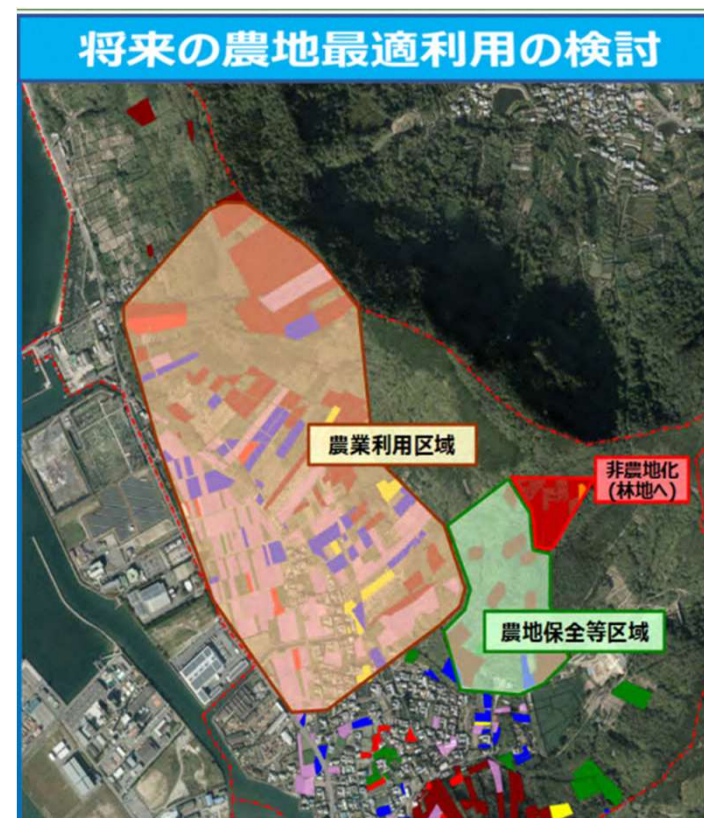 将来の農地最適利用の検討
農業利用区域
非農地化
(林地へ)
農地保全等区域